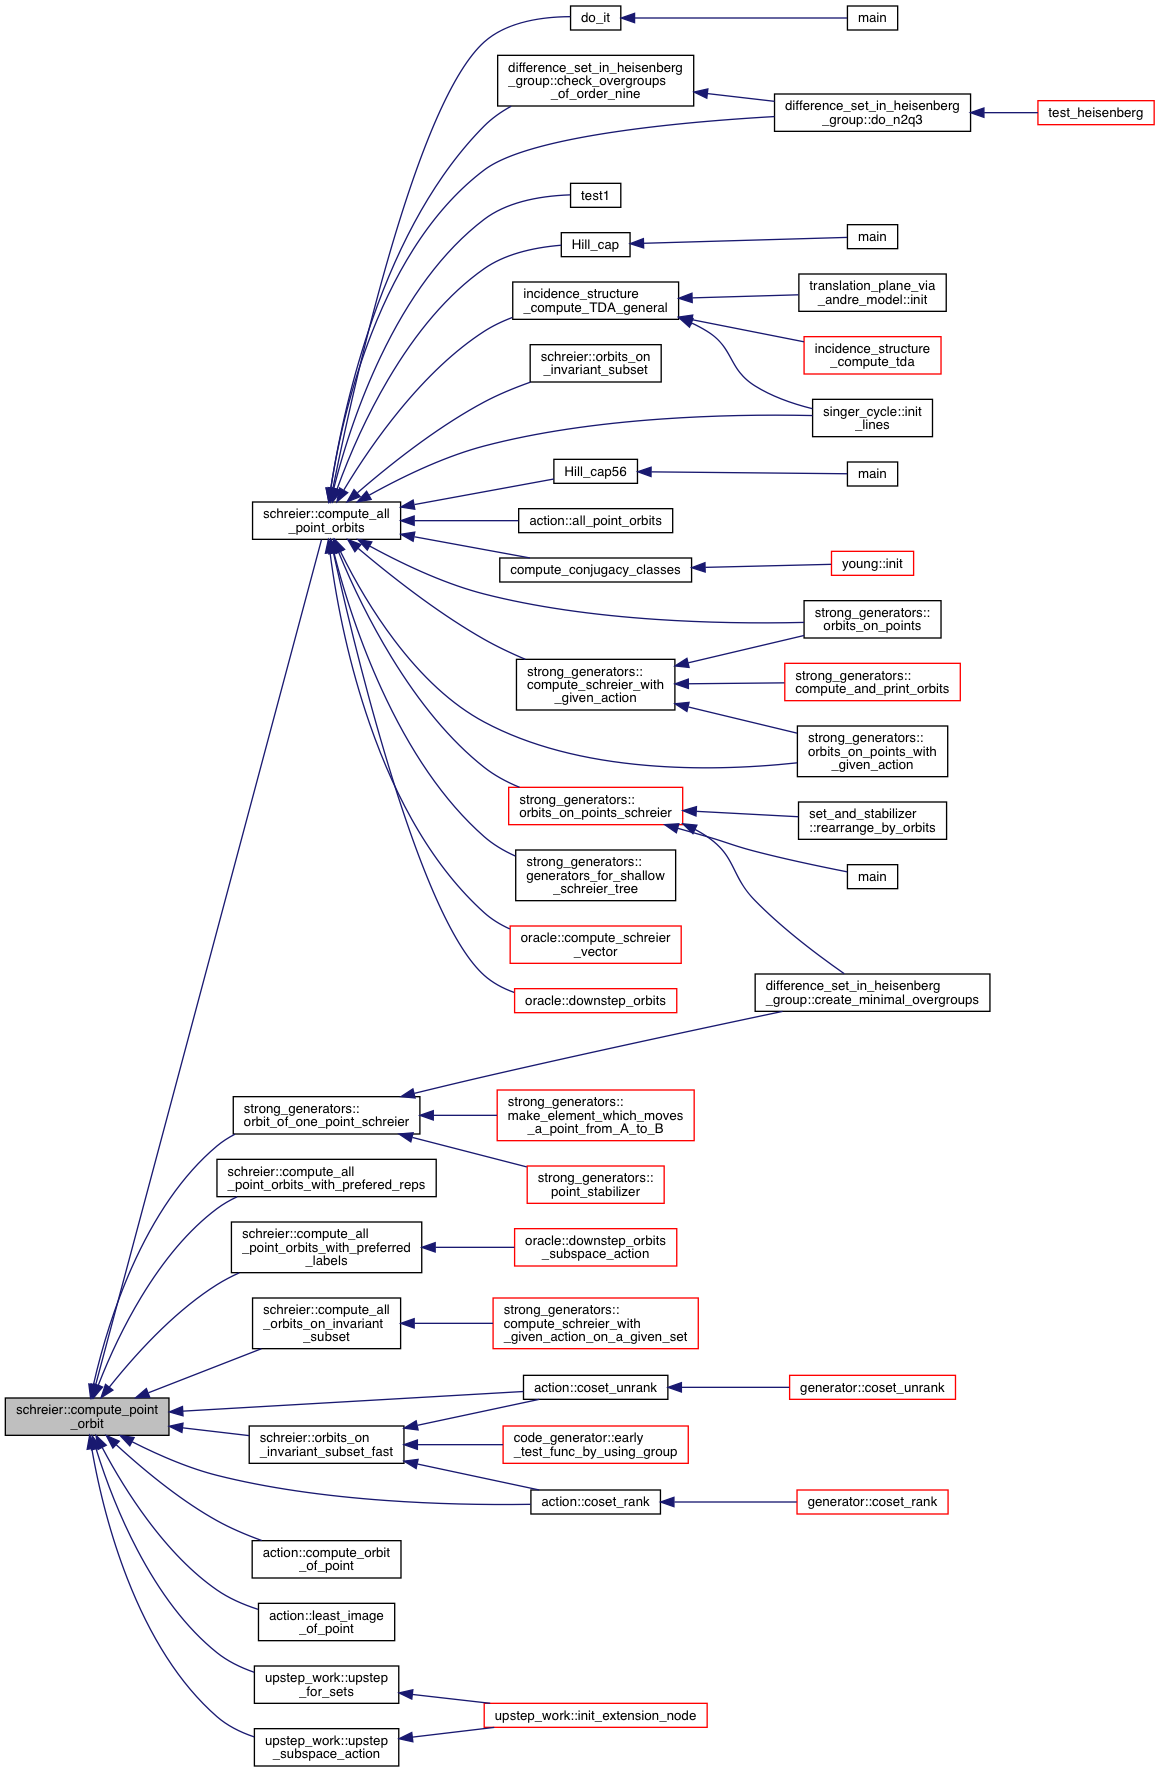 do_it
main
difference_set_in_heisenberg
_group::check_overgroups
_of_order_nine
difference_set_in_heisenberg
_group::do_n2q3
test_heisenberg
test1
Hill_cap
main
incidence_structure
_compute_TDA_general
translation_plane_via
_andre_model::init
incidence_structure
_compute_tda
schreier::orbits_on
_invariant_subset
singer_cycle::init
_lines
Hill_cap56
main
schreier::compute_all
_point_orbits
action::all_point_orbits
compute_conjugacy_classes
young::init
strong_generators::
orbits_on_points
strong_generators::
compute_schreier_with
_given_action
strong_generators::
compute_and_print_orbits
strong_generators::
orbits_on_points_with
_given_action
strong_generators::
orbits_on_points_schreier
set_and_stabilizer
::rearrange_by_orbits
strong_generators::
generators_for_shallow
_schreier_tree
main
oracle::compute_schreier
_vector
oracle::downstep_orbits
difference_set_in_heisenberg
_group::create_minimal_overgroups
strong_generators::
orbit_of_one_point_schreier
strong_generators::
make_element_which_moves
_a_point_from_A_to_B
schreier::compute_all
_point_orbits_with_prefered_reps
strong_generators::
point_stabilizer
schreier::compute_all
_point_orbits_with_preferred
_labels
oracle::downstep_orbits
_subspace_action
schreier::compute_all
_orbits_on_invariant
_subset
strong_generators::
compute_schreier_with
_given_action_on_a_given_set
schreier::compute_point
_orbit
action::coset_unrank
generator::coset_unrank
schreier::orbits_on
_invariant_subset_fast
code_generator::early
_test_func_by_using_group
action::coset_rank
generator::coset_rank
action::compute_orbit
_of_point
action::least_image
_of_point
upstep_work::upstep
_for_sets
upstep_work::init_extension_node
upstep_work::upstep
_subspace_action